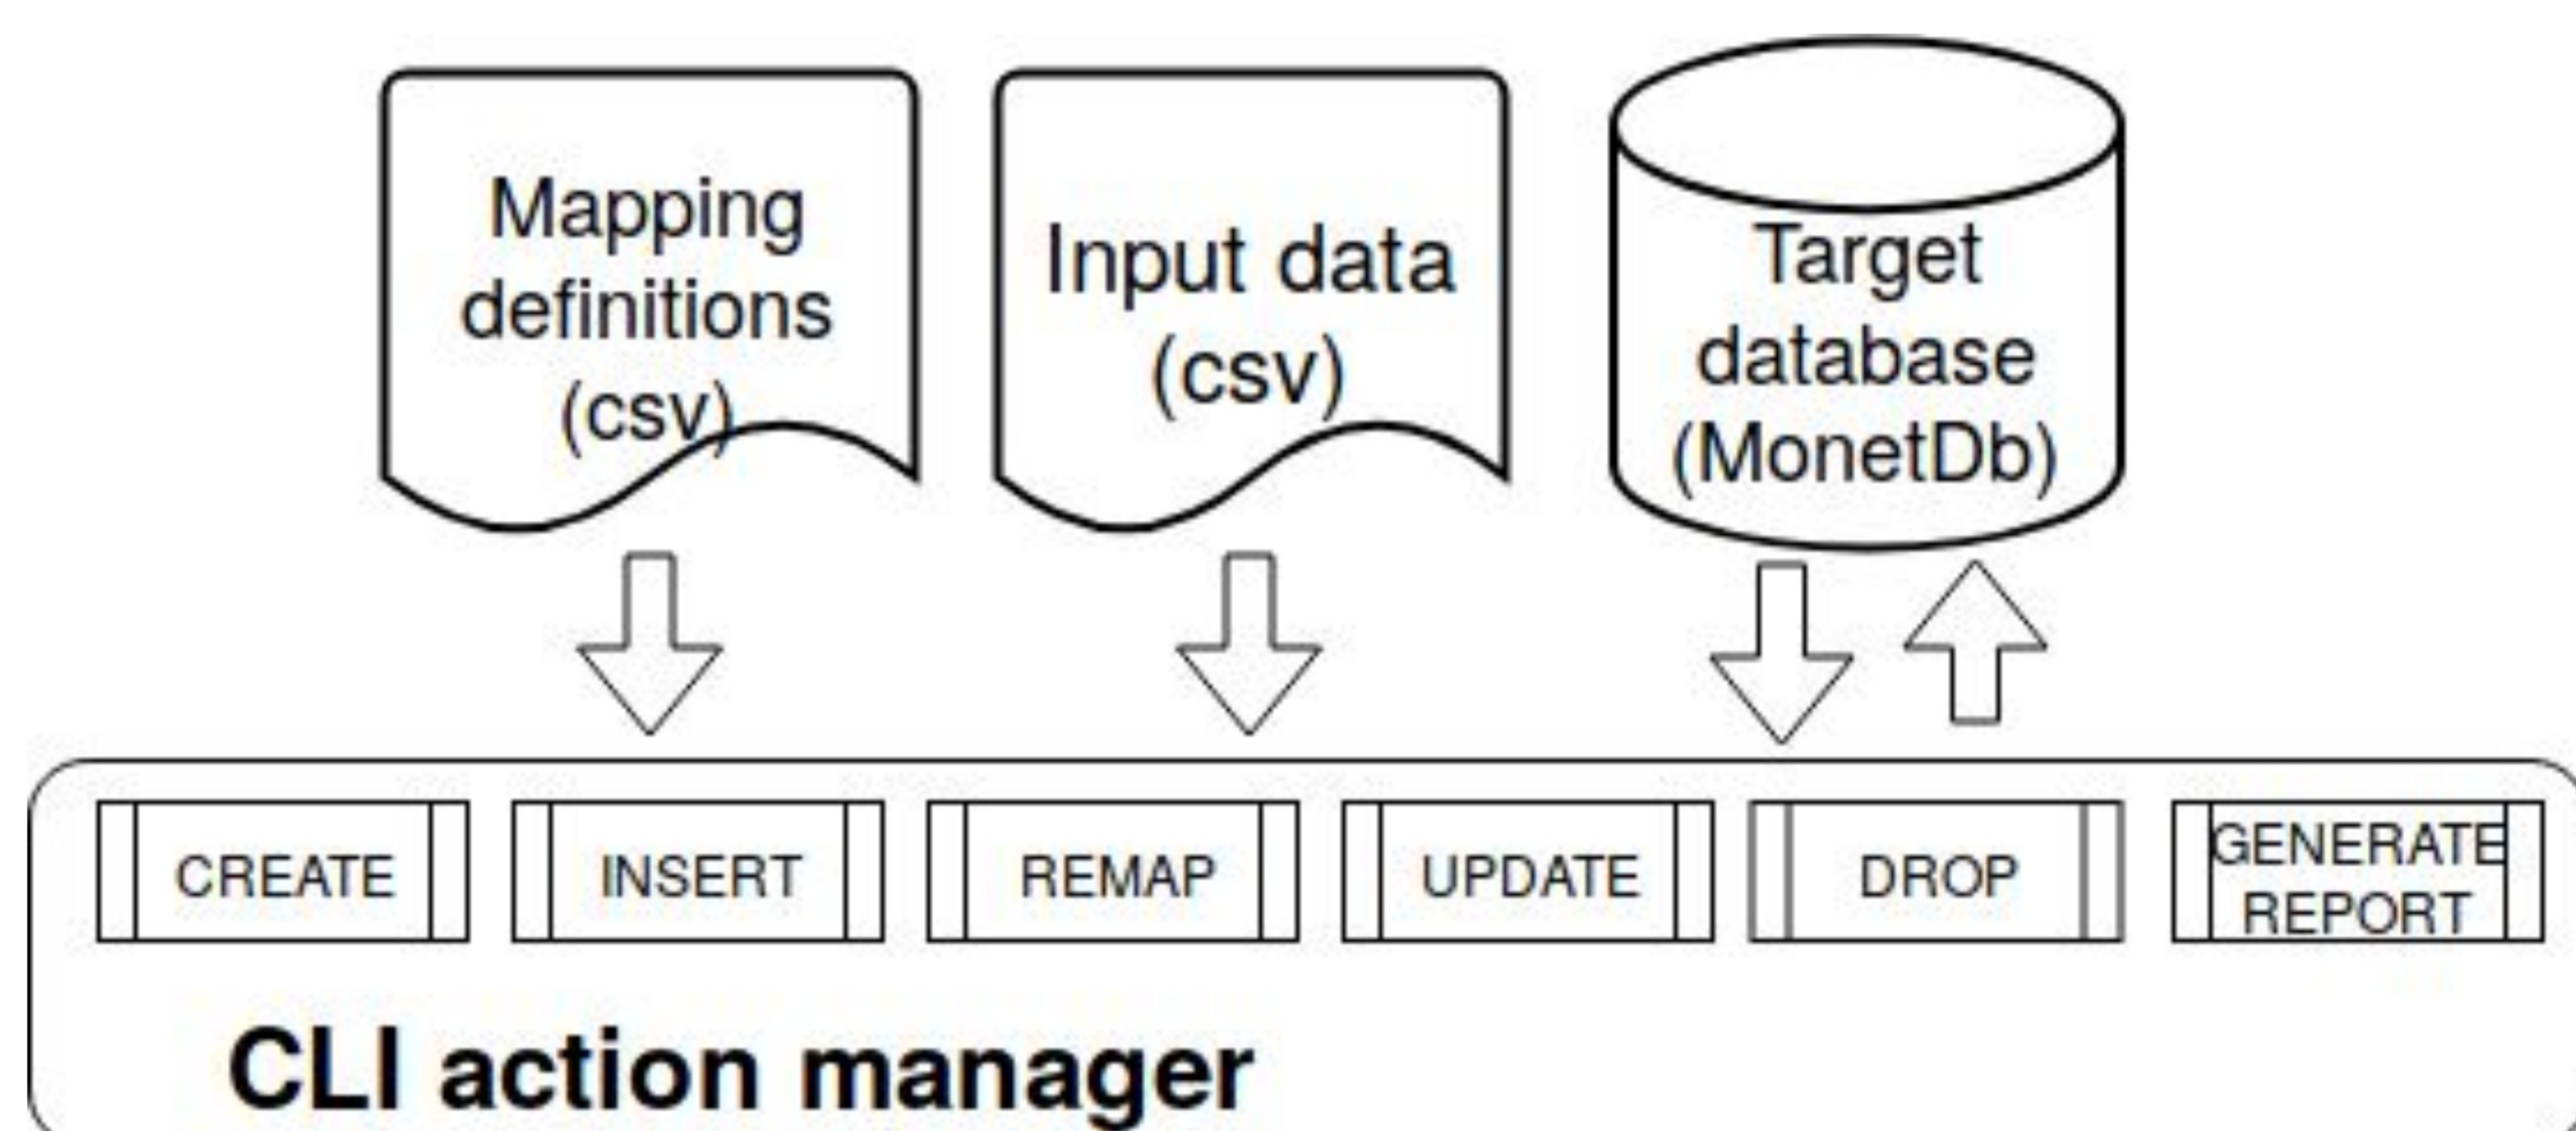 Mapping
definitions
(csv)
Input data
(csv)
Target
database
(MonetDb)
CREATE
INSERT
REMAP
UPDATE
DROP
GENERATE
REPORT
CLI action manager